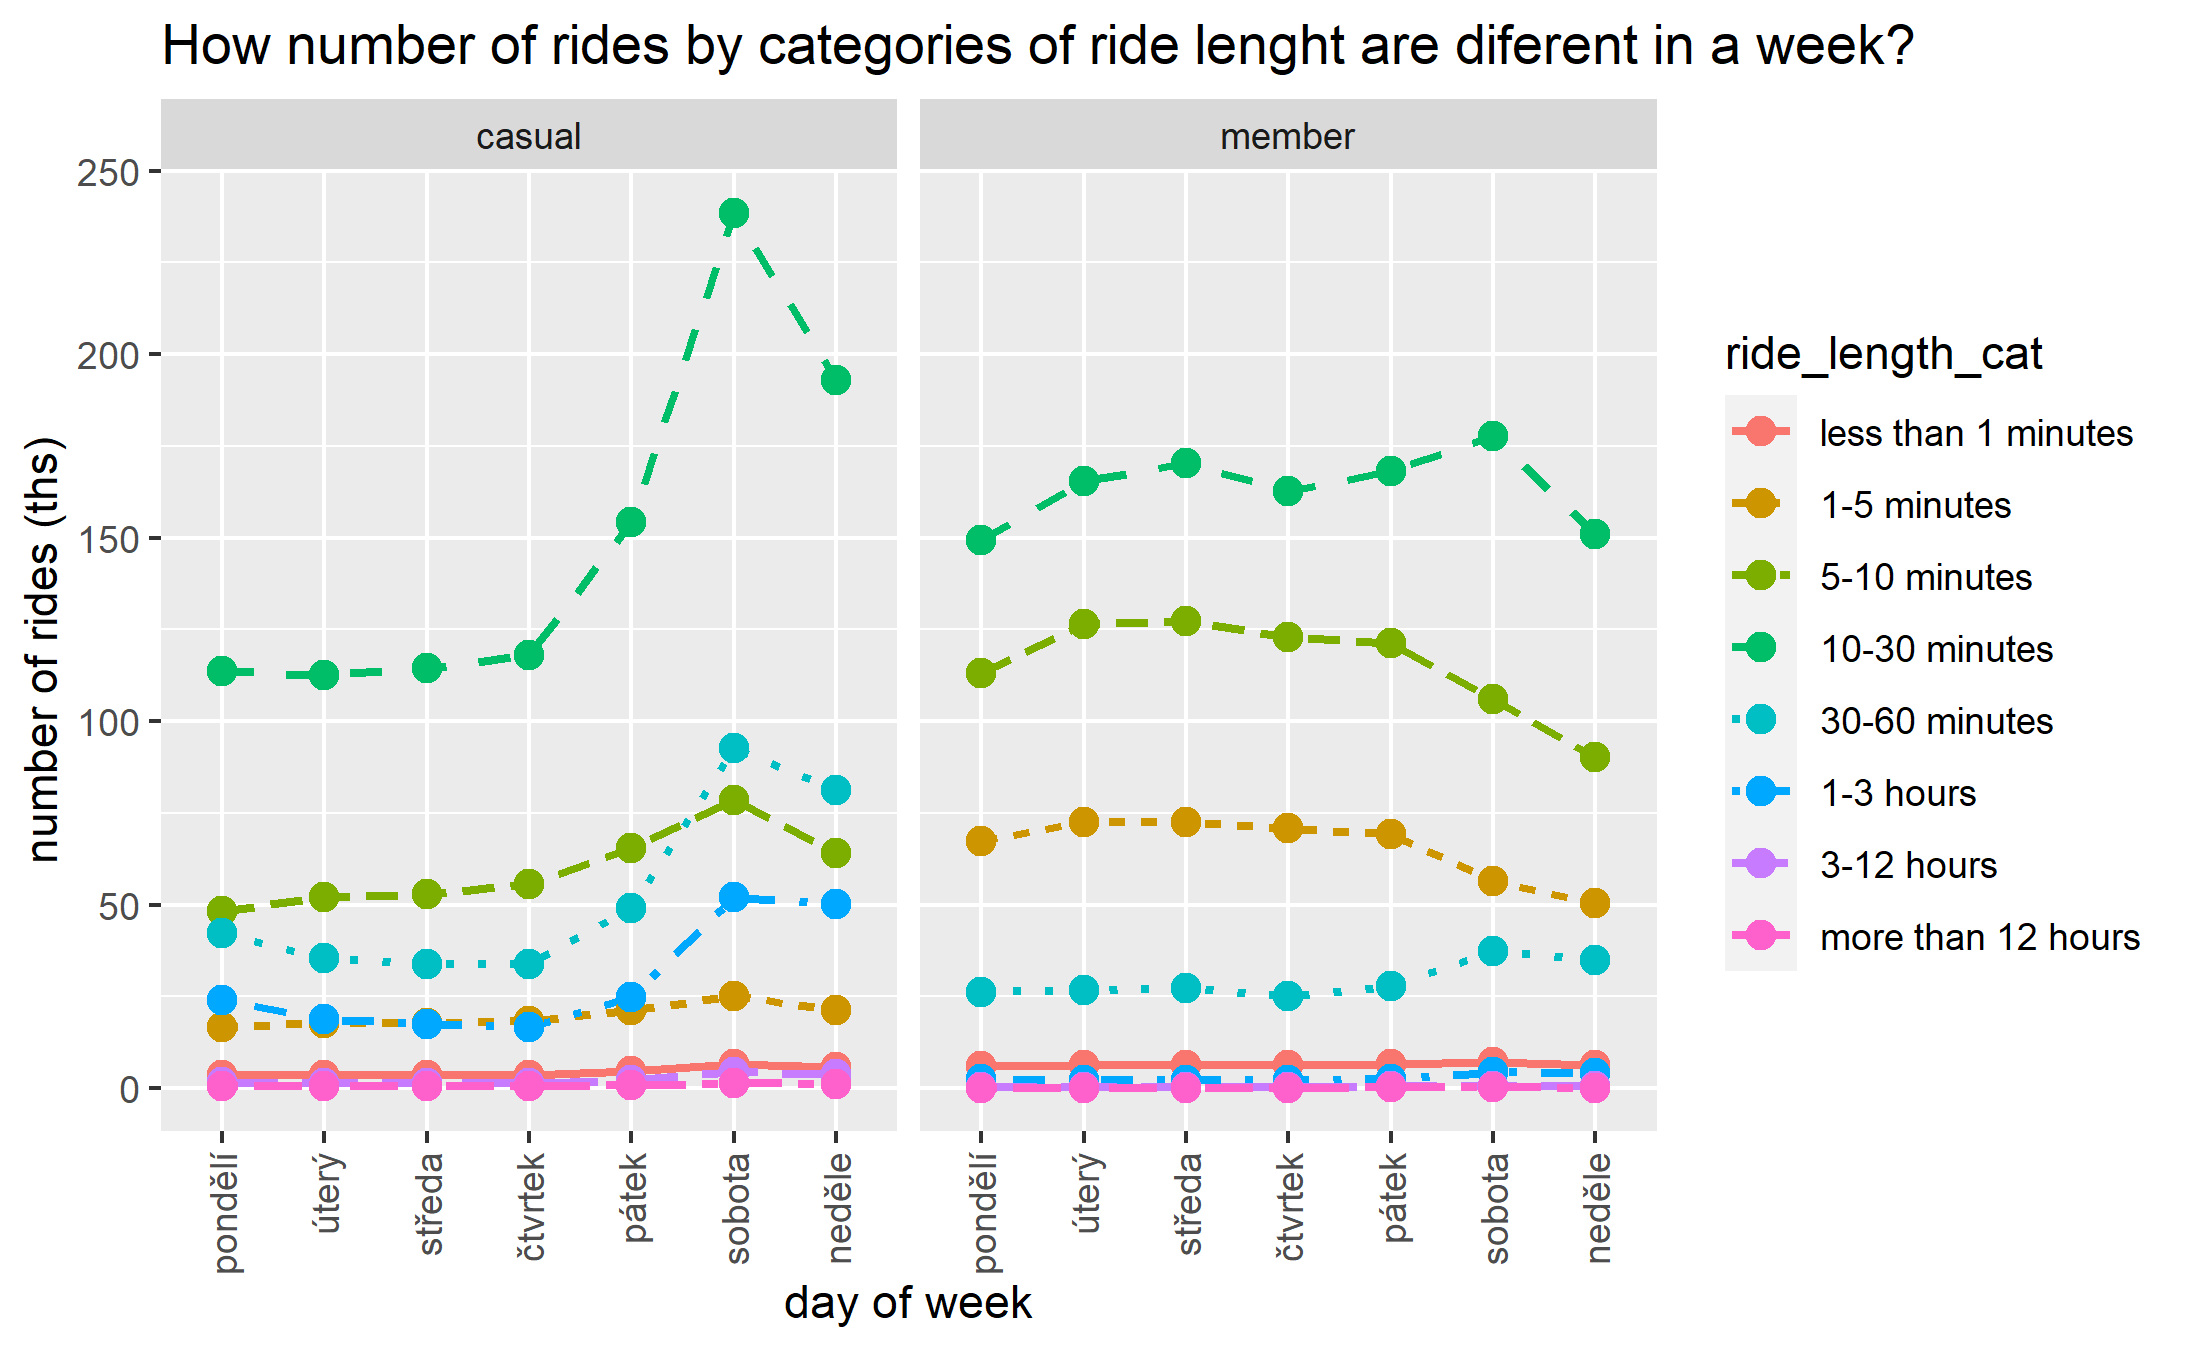 How number of rides by categories of ride lenght are diferent in a week?
casual
member
number of rides (ths)
250
200
150
100
50
0
pondělí
úterý
středa
čtvrtek
pátek
sobota
neděle
pondělí
úterý
středa
čtvrtek
pátek
sobota
neděle
day of week
ride_length_cat
less than 1 minutes
1-5 minutes
5-10 minutes
10-30 minutes
30-60 minutes
1-3 hours
3-12 hours
more than 12 hours